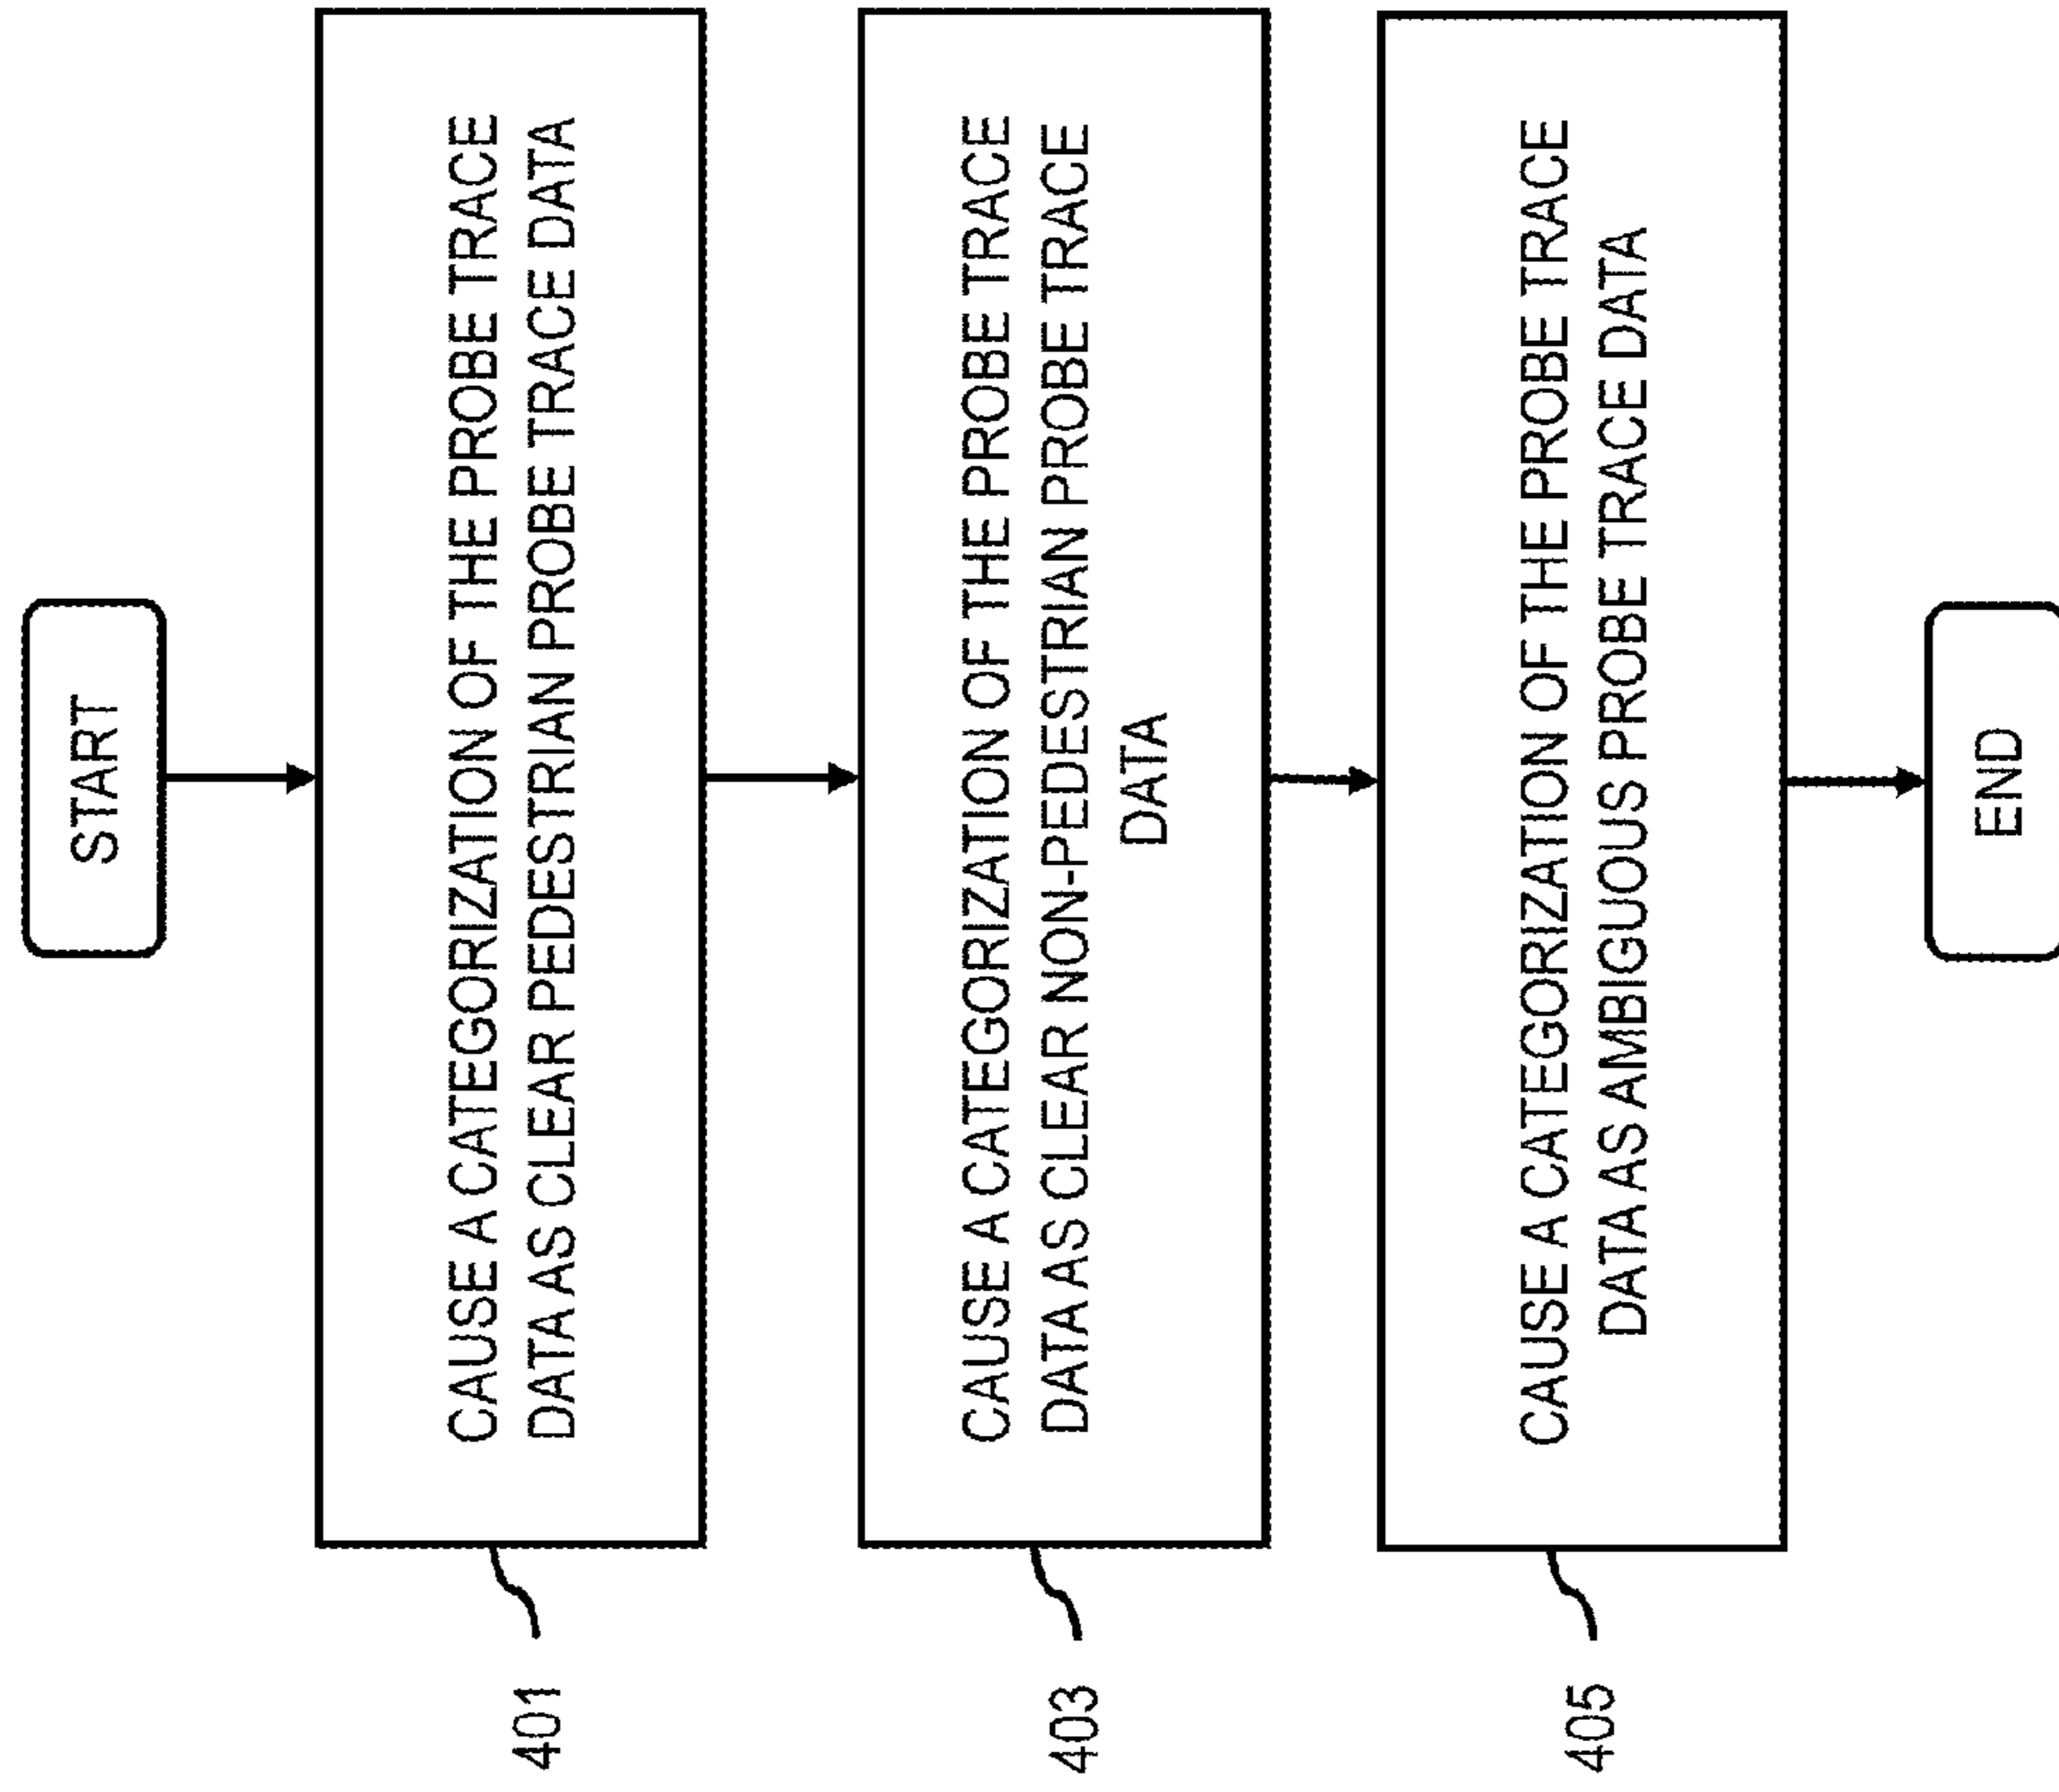 START
CAUSE A CATEGORIZATION OF THE PROBE TRACE
DATA AS CLEAR PEDESTRIAN PROBE TRACE DATA
401
CAUSE A CATEGORIZATION OF THE PROBE TRACE
DATA AS CLEAR NON-PEDESTRIAN PROBE TRACE
DATA
403
CAUSE A CATEGORIZATION OF THE PROBE TRACE
DATA AS AMBIGUOUS PROBE TRACE DATA
405
END